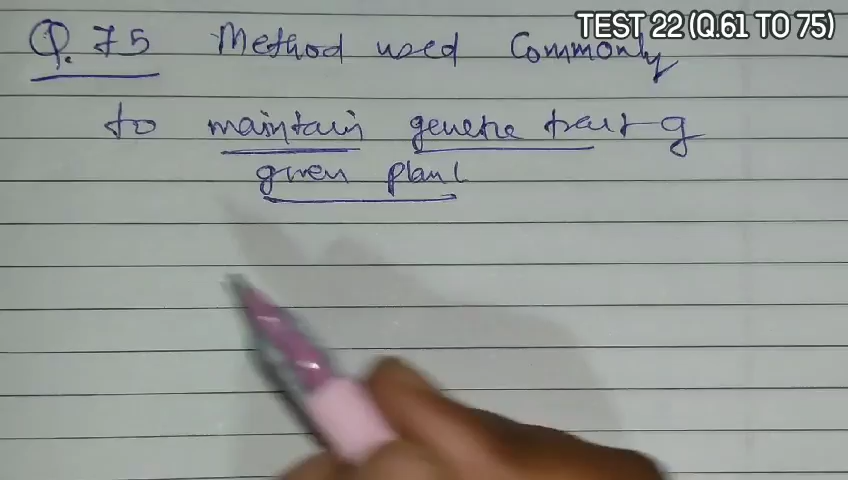 TEST 22 (Q.61 TO 75)
Q. 75 Method used Commonly
to maintain genetic trait of
given plant